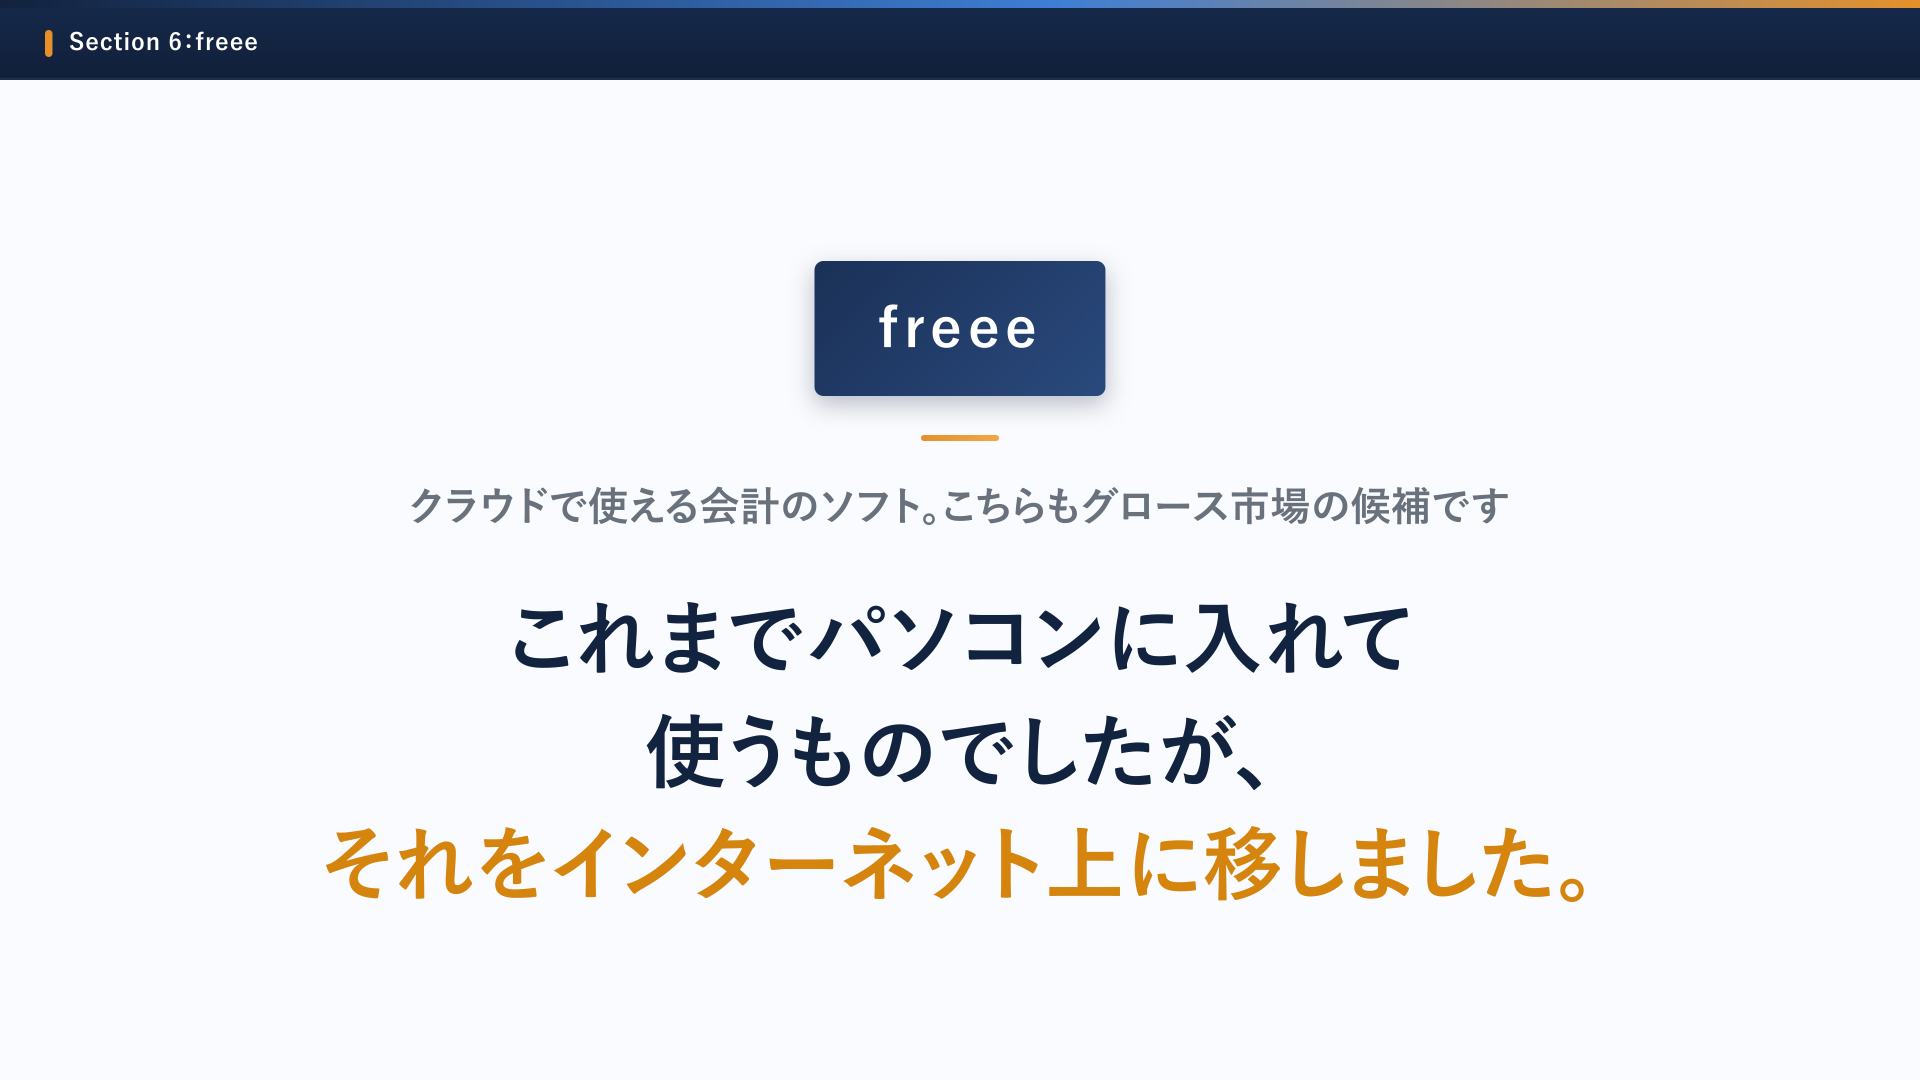 Section 6：freee
freee
クラウドで使える会計のソフト。こちらもグロース市場の候補です
これまでパソコンに入れて
使うものでしたが、
それをインターネット上に移しました。